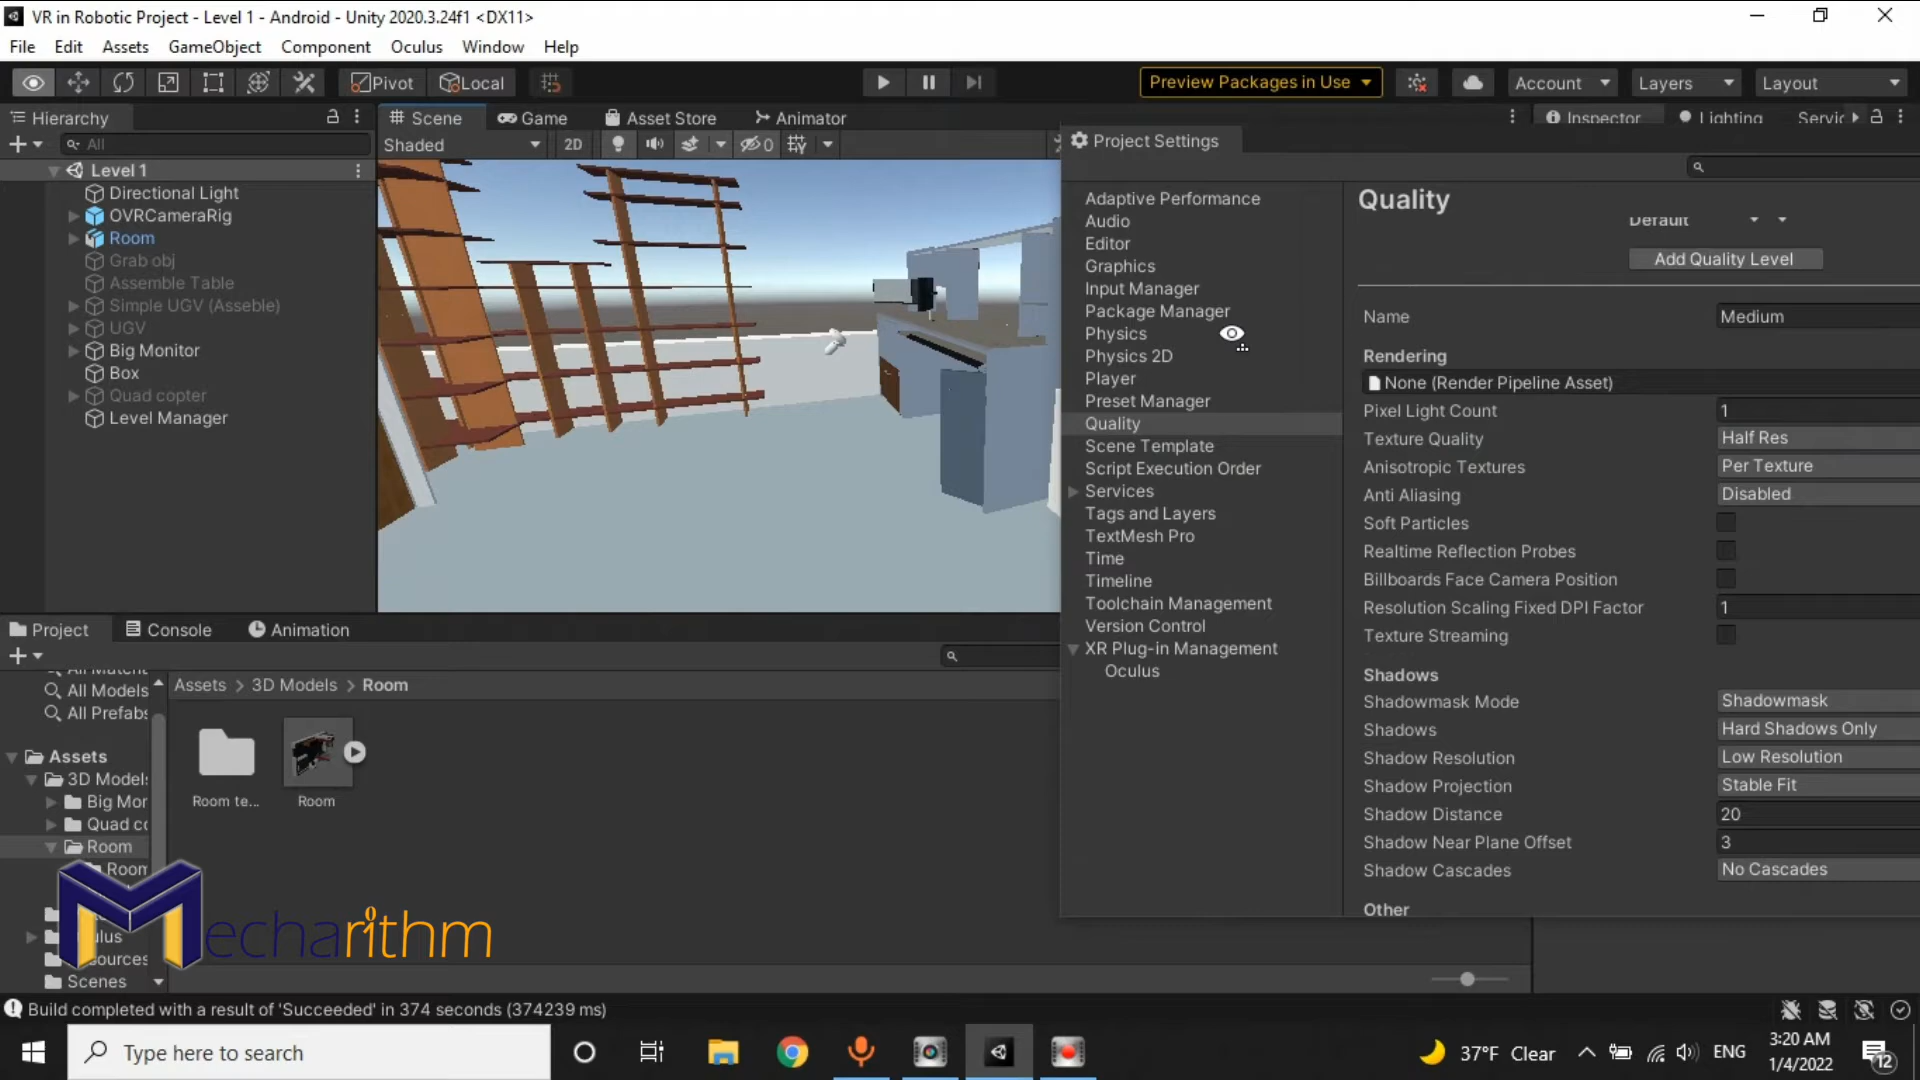 VR in Robotic Project - Level 1 - Android - Unity 2020.3.24f1 <DX11>
File Edit Assets GameObject Component Oculus Window Help
Pivot Local Preview Packages in Use Account Layers Layout
Hierarchy Scene Game Asset Store Animator Inspector Lighting Servic
All Shaded 2D 0
Project Settings
Level 1
Directional Light
OVRCameraRig
Room
Grab obj
Assemble Table
Simple UGV (Asseble)
UGV
Big Monitor
Box
Quad copter
Level Manager
Adaptive Performance
Audio
Editor
Graphics
Input Manager
Package Manager
Physics
Physics 2D
Player
Preset Manager
Quality
Scene Template
Script Execution Order
Services
Tags and Layers
TextMesh Pro
Time
Timeline
Toolchain Management
Version Control
XR Plug-in Management
Oculus
Quality
Default
Add Quality Level
Name Medium
Rendering
None (Render Pipeline Asset)
Pixel Light Count 1
Texture Quality Half Res
Anisotropic Textures Per Texture
Anti Aliasing Disabled
Soft Particles
Realtime Reflection Probes
Billboards Face Camera Position
Resolution Scaling Fixed DPI Factor 1
Texture Streaming
Shadows
Shadowmask Mode Shadowmask
Shadows Hard Shadows Only
Shadow Resolution Low Resolution
Shadow Projection Stable Fit
Shadow Distance 20
Shadow Near Plane Offset 3
Shadow Cascades No Cascades
Other
Project Console Animation
All Models
All Prefabs
Assets
3D Models
Big Mor
Quad co
Room
Room
Scenes
Assets > 3D Models > Room
Room te...
Room
Mecharithm
Build completed with a result of 'Succeeded' in 374 seconds (374239 ms)
Type here to search
37°F Clear
ENG
3:20 AM
1/4/2022
12